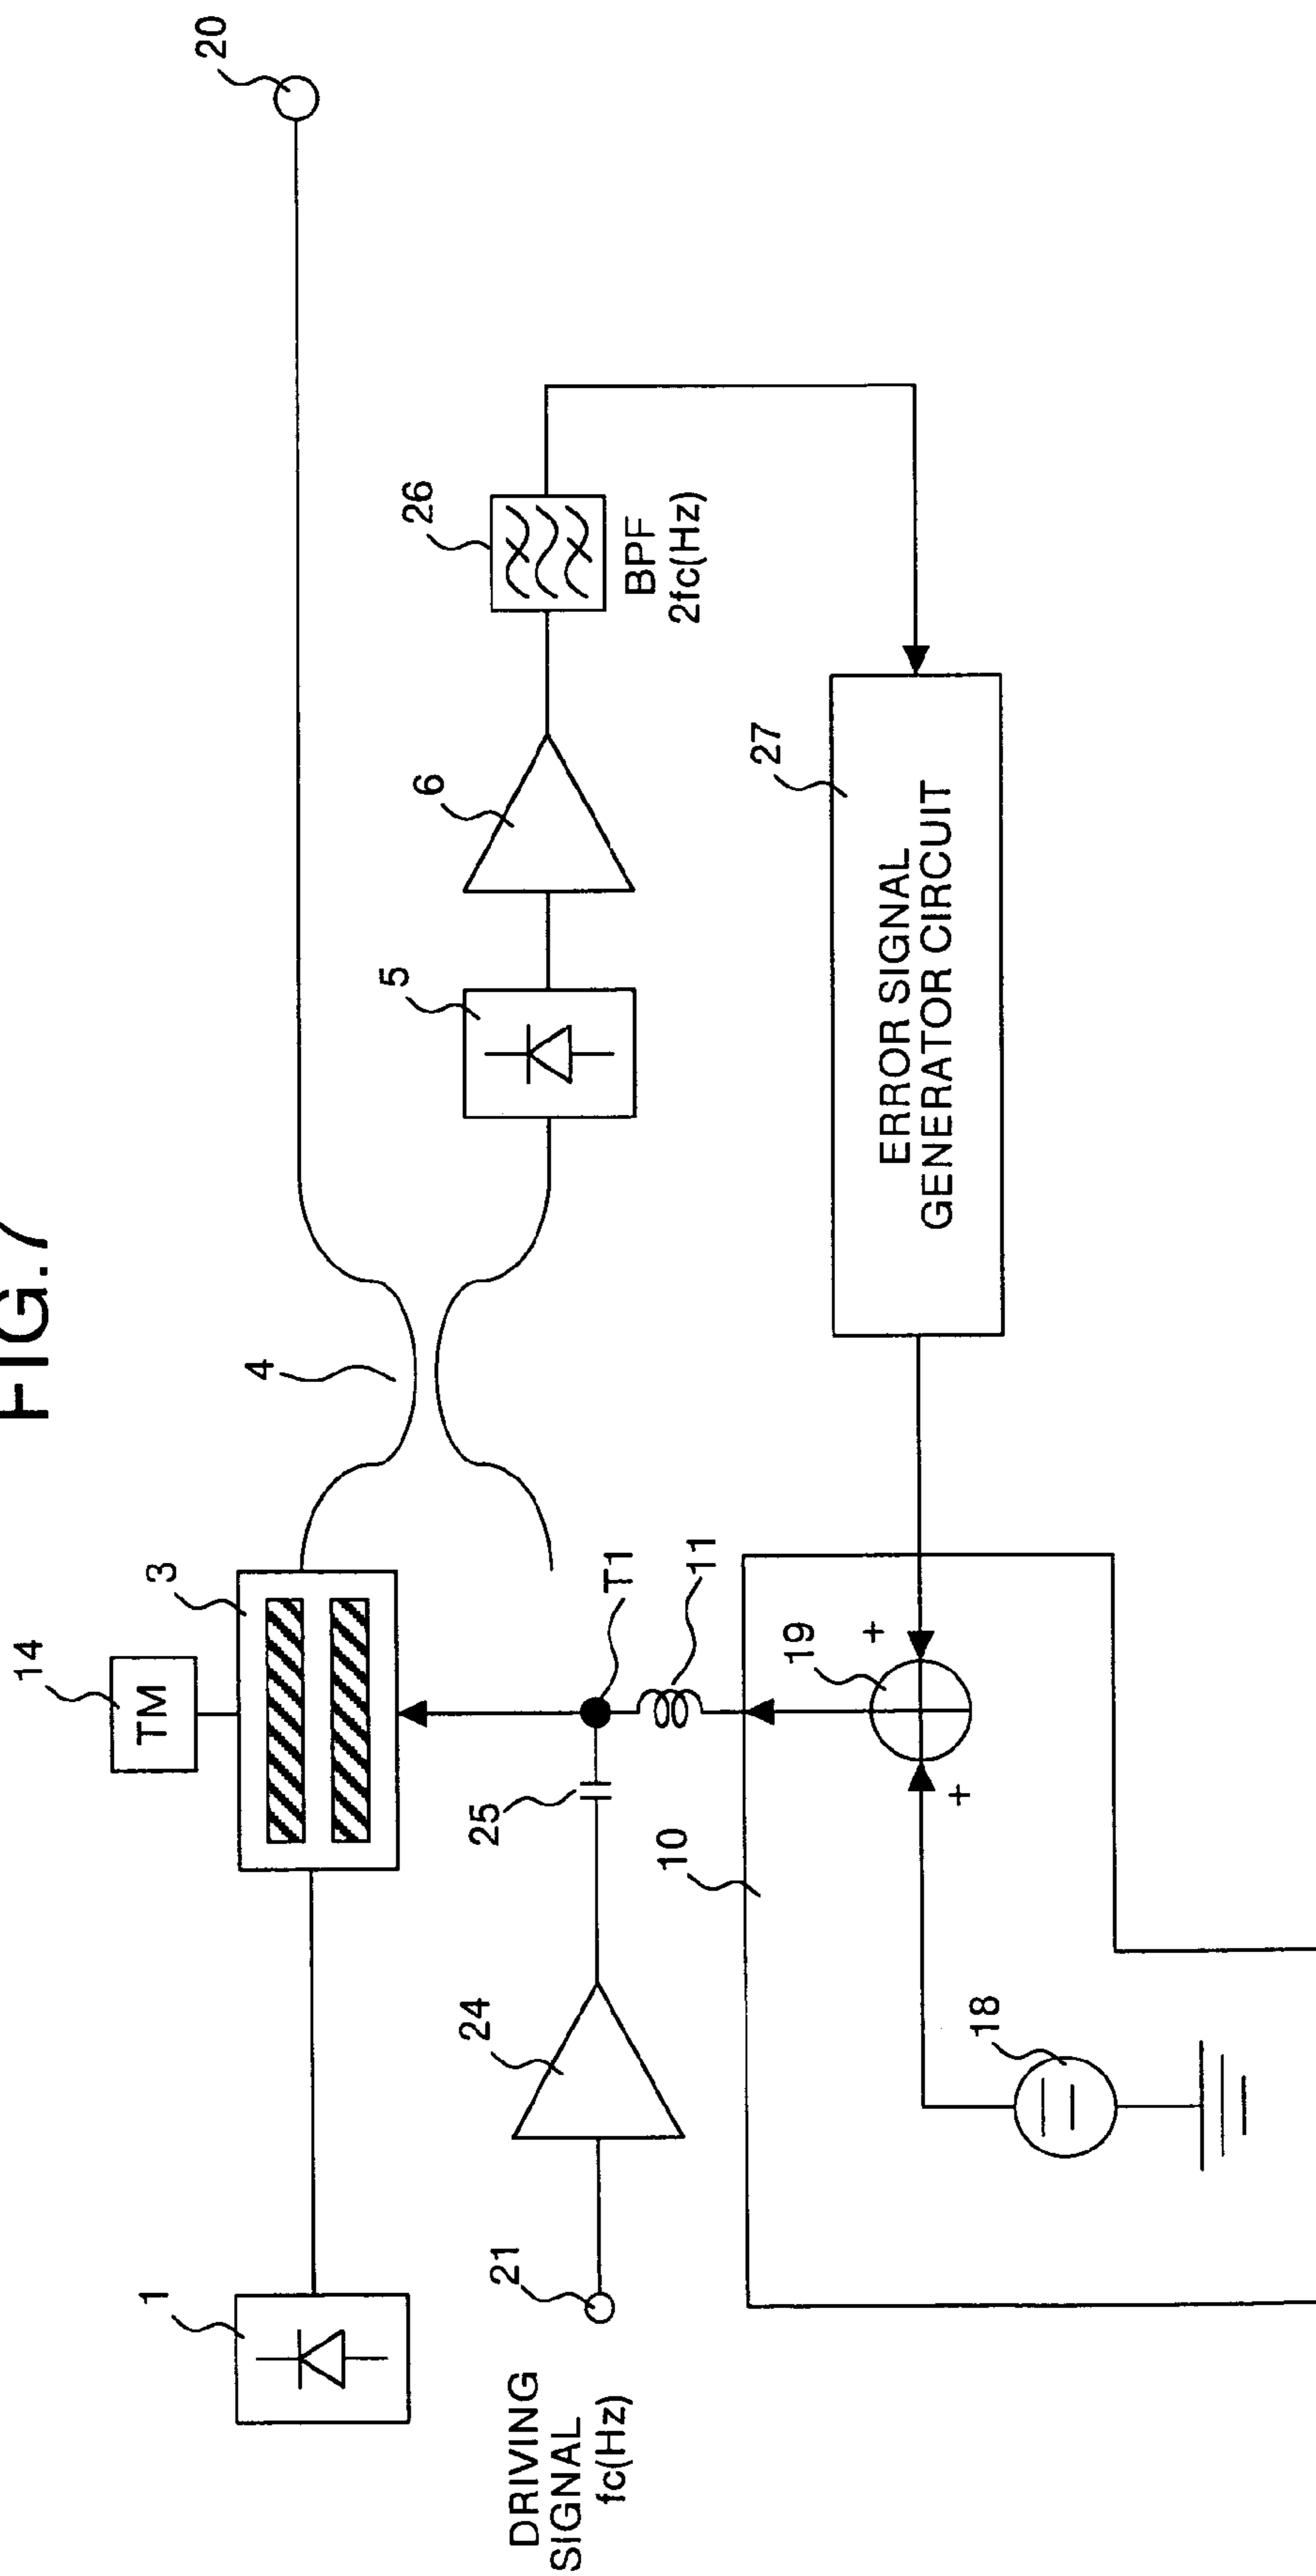 FIG.7
14
TM
3
1
4
20
T1
25
11
24
21
DRIVING
SIGNAL
fc(Hz)
5
6
26
BPF
2fc(Hz)
10
19
+
+
18
27
ERROR SIGNAL
GENERATOR CIRCUIT